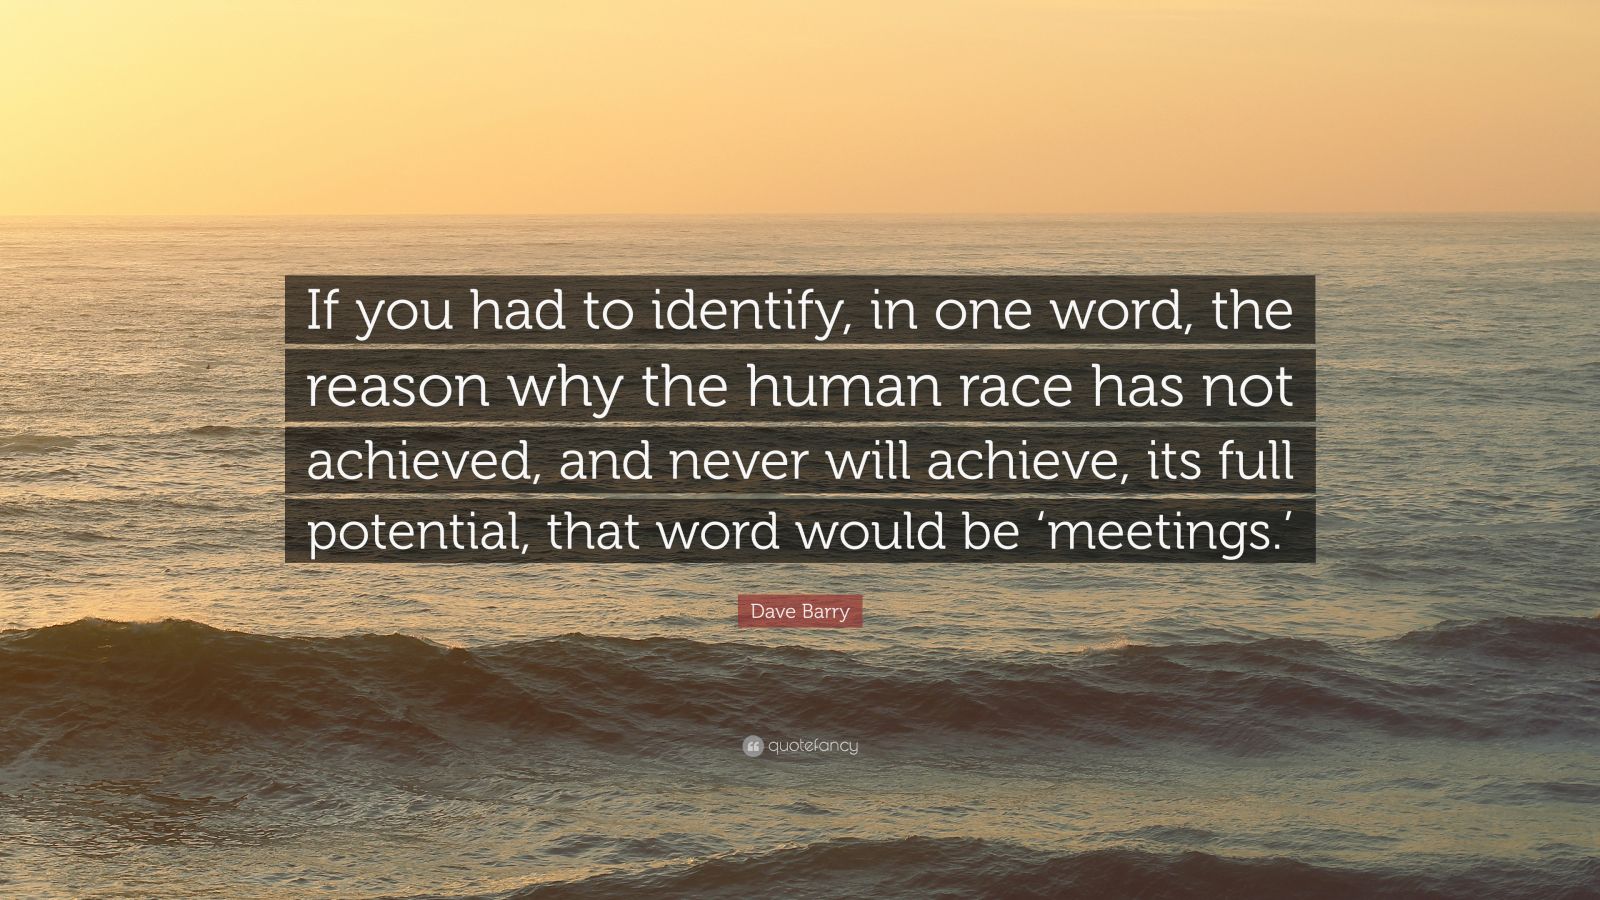 If you had to identify, in one word, the
reason why the human race has not
achieved, and never will achieve, its full
potential, that word would be ‘meetings.’
Dave Barry
quotefancy